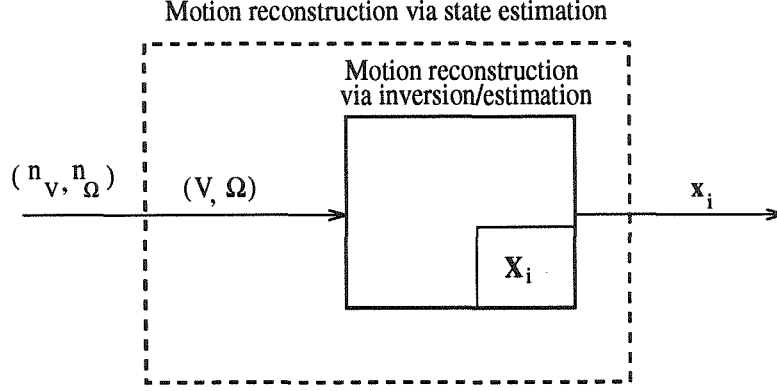 Motion reconstruction via state estimation
Motion reconstruction
via inversion/estimation
(n_V, n_Ω)
(V, Ω)
x_i
X_i